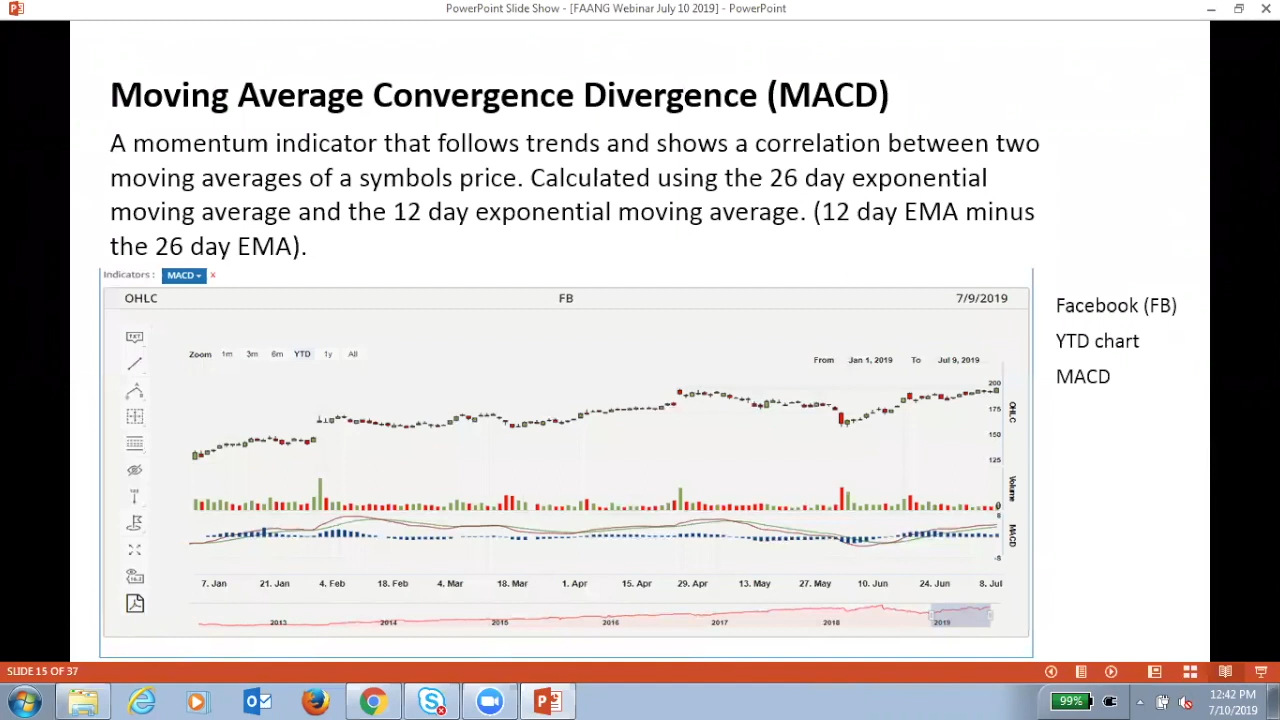 PowerPoint Slide Show - [FAANG Webinar July 10 2019] - PowerPoint
Moving Average Convergence Divergence (MACD)
A momentum indicator that follows trends and shows a correlation between two
moving averages of a symbols price. Calculated using the 26 day exponential
moving average and the 12 day exponential moving average. (12 day EMA minus
the 26 day EMA).
Indicators : MACD x
OHLC FB 7/9/2019
Facebook (FB)
YTD chart
MACD
Zoom 1m 3m 6m YTD 1y All
From Jan 1, 2019 To Jul 9, 2019
200
175
150
125
OHLC
Volume
0
MACD
-5
7. Jan 21. Jan 4. Feb 18. Feb 4. Mar 18. Mar 1. Apr 15. Apr 29. Apr 13. May 27. May 10. Jun 24. Jun 8. Jul
2013 2014 2015 2016 2017 2018 2019
SLIDE 15 OF 37
99%
12:42 PM
7/10/2019